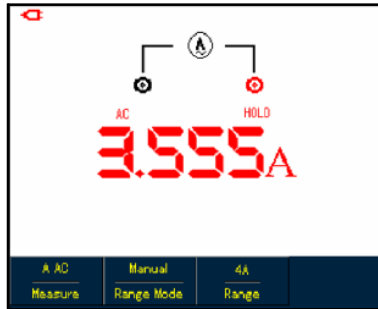 A
AC HOLD
3.555A
A AC Manual 4A
Measure Range Mode Range